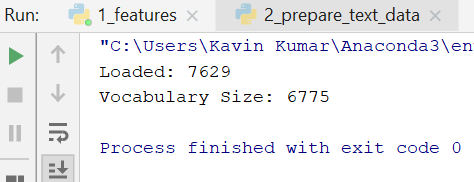 Run: 1_features 2_prepare_text_data
"C:\Users\Kavin Kumar\Anaconda3\en
Loaded: 7629
Vocabulary Size: 6775
Process finished with exit code 0